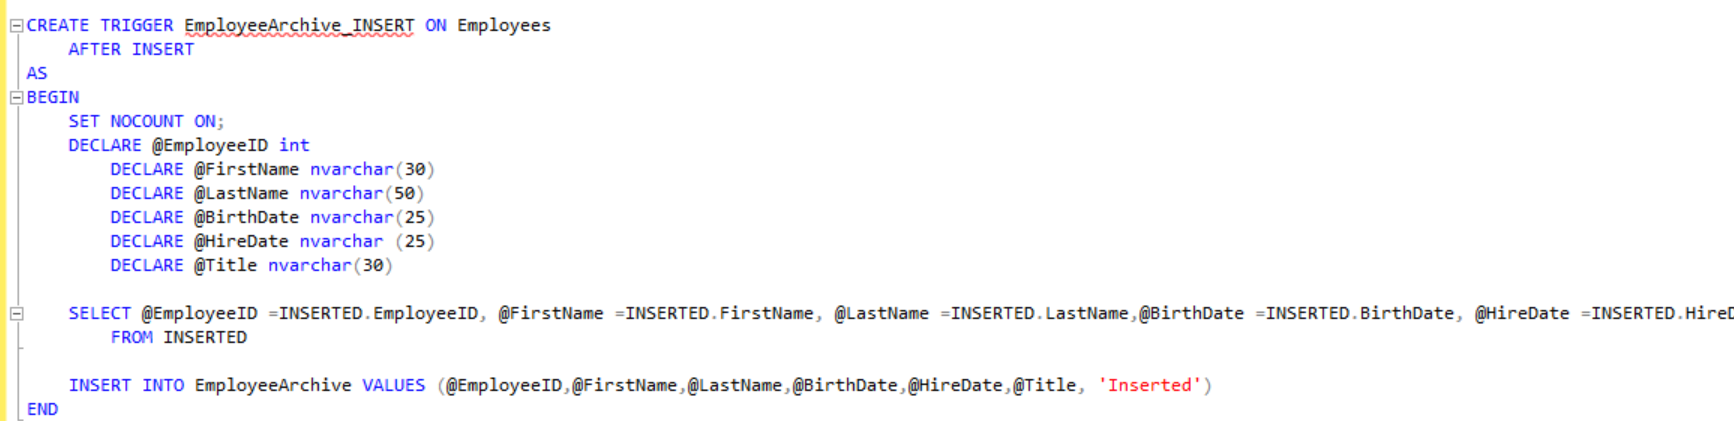 CREATE TRIGGER EmployeeArchive_INSERT ON Employees
AFTER INSERT
AS
BEGIN
SET NOCOUNT ON;
DECLARE @EmployeeID int
DECLARE @FirstName nvarchar(30)
DECLARE @LastName nvarchar(50)
DECLARE @BirthDate nvarchar(25)
DECLARE @HireDate nvarchar (25)
DECLARE @Title nvarchar(30)
SELECT @EmployeeID =INSERTED.EmployeeID, @FirstName =INSERTED.FirstName, @LastName =INSERTED.LastName,@BirthDate =INSERTED.BirthDate, @HireDate =INSERTED.HireD
FROM INSERTED
INSERT INTO EmployeeArchive VALUES (@EmployeeID,@FirstName,@LastName,@BirthDate,@HireDate,@Title, 'Inserted')
END